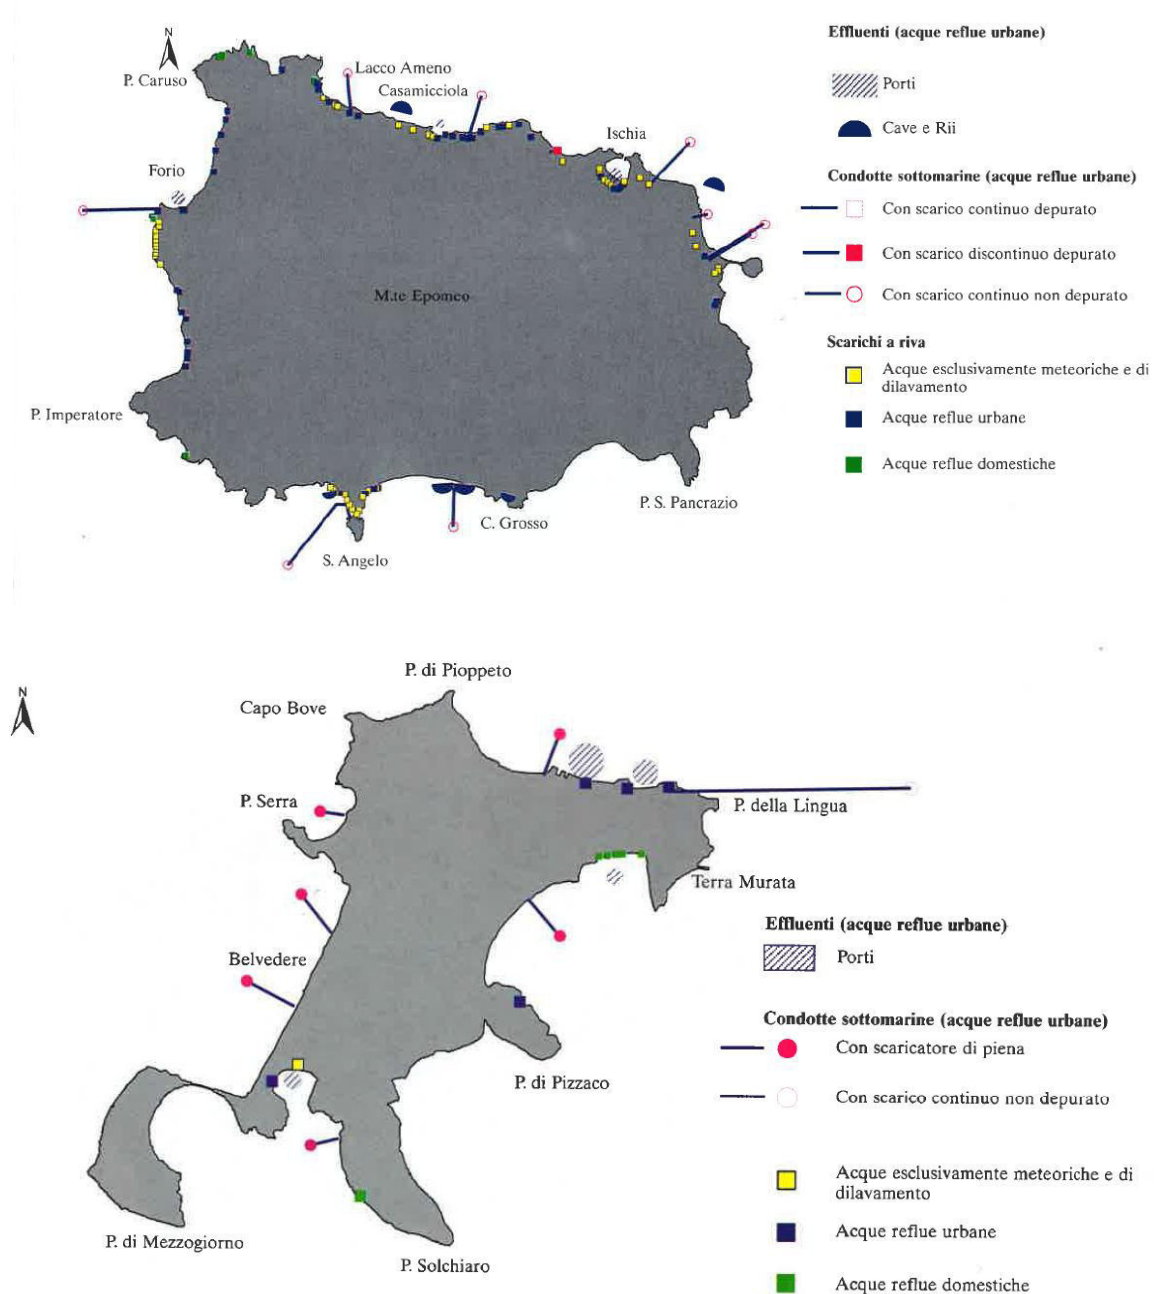 N
P. Caruso
Lacco Ameno
Casamicciola
Ischia
Forio
M.te Epomeo
P. Imperatore
P. S. Pancrazio
C. Grosso
S. Angelo
Effluenti (acque reflue urbane)
Porti
Cave e Rii
Condotte sottomarine (acque reflue urbane)
Con scarico continuo depurato
Con scarico discontinuo depurato
Con scarico continuo non depurato
Scarichi a riva
Acque esclusivamente meteoriche e di
dilavamento
Acque reflue urbane
Acque reflue domestiche
N
P. di Pioppeto
Capo Bove
P. Serra
P. della Lingua
Terra Murata
Belvedere
P. di Pizzaco
P. di Mezzogiorno
P. Solchiaro
Effluenti (acque reflue urbane)
Porti
Condotte sottomarine (acque reflue urbane)
Con scaricatore di piena
Con scarico continuo non depurato
Acque esclusivamente meteoriche e di
dilavamento
Acque reflue urbane
Acque reflue domestiche